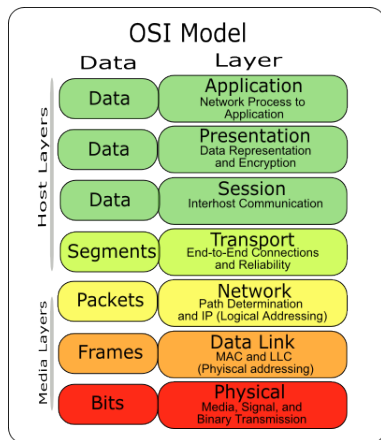 OSI Model
Data
Layer
Host Layers
Data
Application
Network Process to
Application
Data
Presentation
Data Representation
and Encryption
Data
Session
Interhost Communication
Segments
Transport
End-to-End Connections
and Reliability
Media Layers
Packets
Network
Path Determination
and IP (Logical Addressing)
Frames
Data Link
MAC and LLC
(Phyiscal addressing)
Bits
Physical
Media, Signal, and
Binary Transmission